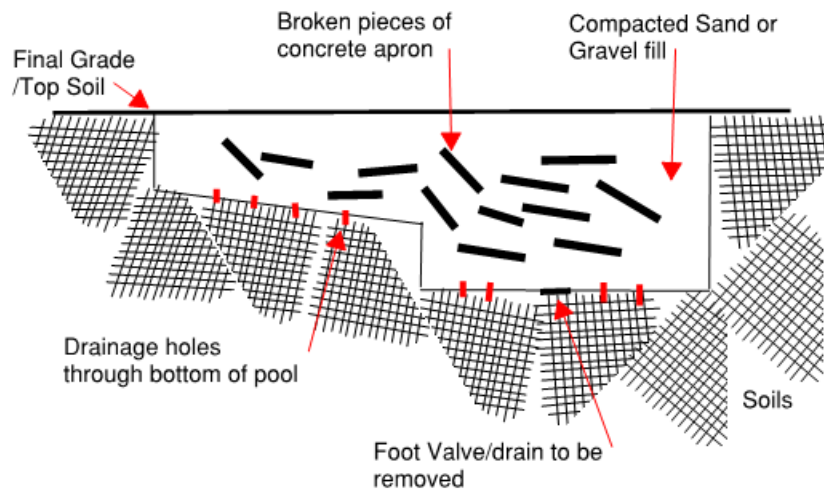 Broken pieces of
concrete apron
Compacted Sand or
Gravel fill
Final Grade
/Top Soil
Drainage holes
through bottom of pool
Soils
Foot Valve/drain to be
removed